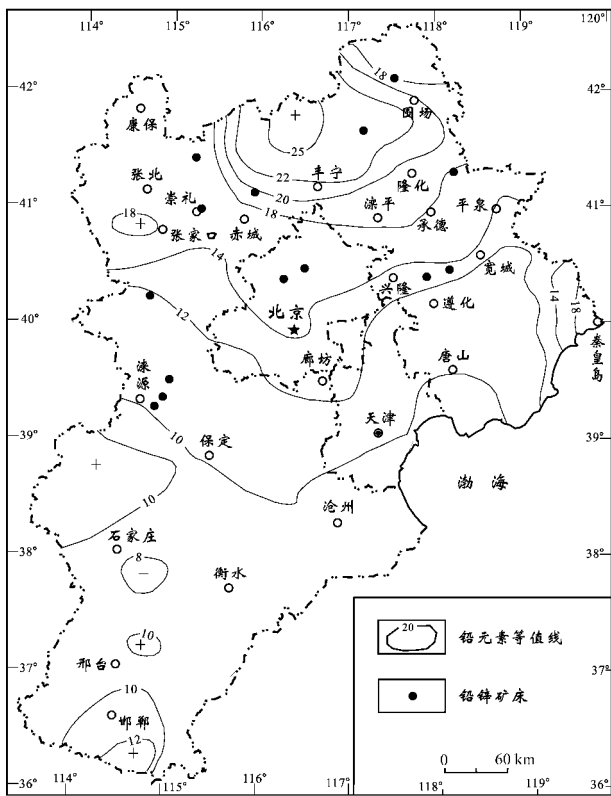 114° 115° 116° 117° 118° 119° 120°
42° 42°
41° 41°
40° 40°
39° 39°
38° 38°
37° 37°
36° 36°
114° 115° 116° 117° 118° 119°
18
康保
围场
25
张北
22
丰宁
20
隆化
崇礼
18
滦平
承德
平泉
18
张家口
赤城
14
宽城
兴隆
遵化
14
18
北京
12
秦皇岛
廊坊
唐山
涞源
10
保定
天津
渤海
10
沧州
石家庄
8
衡水
10
邢台
10
邯郸
12
20
铅元素等值线
铅锌矿床
0 60 km